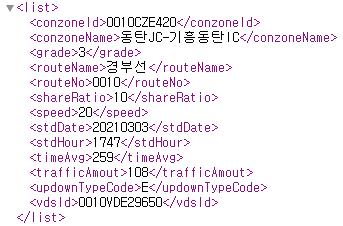 <list>
<conzoneId>0010CZE420</conzoneId>
<conzoneName>동탄JC-기흥동탄IC</conzoneName>
<grade>3</grade>
<routeName>경부선</routeName>
<routeNo>0010</routeNo>
<shareRatio>10</shareRatio>
<speed>20</speed>
<stdDate>20210303</stdDate>
<stdHour>1747</stdHour>
<timeAvg>259</timeAvg>
<trafficAmout>108</trafficAmout>
<updownTypeCode>E</updownTypeCode>
<vdsId>0010VDE29650</vdsId>
</list>